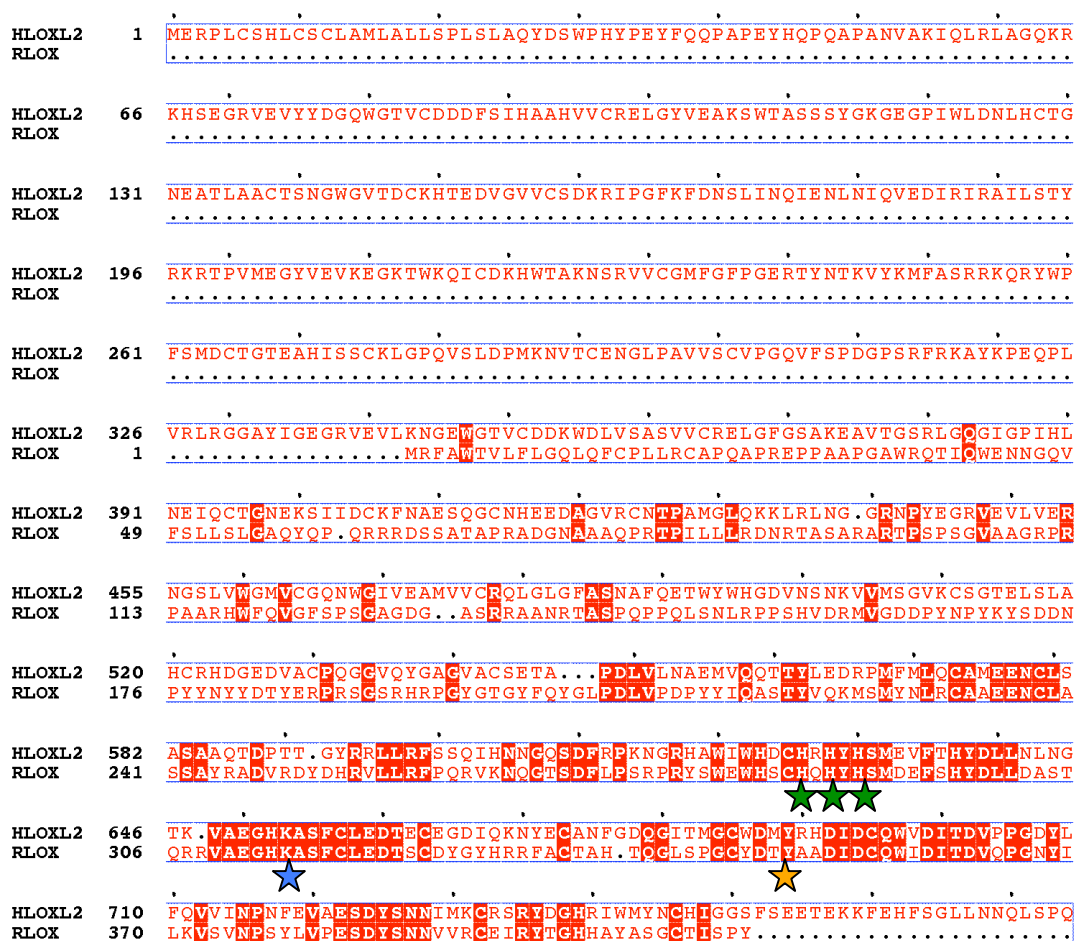 HLOXL2 1 MERPLCSHLCSCLAMLALLSPLSLAQYDSWPHYPEYFQQPAPEYHQPQAPANVAKIQLRLAGQKR
RLOX .................................................................
HLOXL2 66 KHSEGRVEVYYDGQWGTVCDDDFSIHAAHVVCRELGYVEAKSWTASSSYGKGEGPIWLDNLHCTG
RLOX .................................................................
HLOXL2 131 NEATLAACTSNGWGVTDCKHTEDVGVVCSDKRIPGFKFDNSLINQIENLNIQVEDIRIRAILSTY
RLOX .................................................................
HLOXL2 196 RKRTPVMEGYVEVKEGKTWKQICDKHWTAKNSRVVCGMFGFPGERTYNTKVYKMFASRRKQRYWP
RLOX .................................................................
HLOXL2 261 FSMDCTGTEAHISSCKLGPQVSLDPMKNVTCENGLPAVVSCVPGQVFSPDGPSRFRKAYKPEQPL
RLOX .................................................................
HLOXL2 326 VRLRGGAYIGEGRVEVLKNGEWGTVCDDKWDLVSASVVCRELGFGSAKEAVTGSRLGQGIGPIHL
RLOX 1 .................MRFAWTVLFLGQLQFCPLLRCAPQAPREPPAAPGAWRQTIQWENNGQV
HLOXL2 391 NEIQCTGNEKSIIDCKFNAESQGCNHEEDAGVRCNTPAMGLQKKLRLNG.GRNPYEGRVEVLVER
RLOX 49 FSLLSLGAQYQP.QRRRDSSATAPRADGNAAAQPRTPILLLRDNRTASARARTPSPSGVAAGRPR
HLOXL2 455 NGSLVWGMVCGQNWGIVEAMVVCRQLGLGFASNAFQETWYWHGDVNSNKVVMSGVKCSGTELSLA
RLOX 113 PAARHWFQVGFSPSGAGDG..ASRRAANRTASPQPPQLSNLRPPSHVDRMVGDDPYNPYKYSDDN
HLOXL2 520 HCRHDGEDVACPQGGVQYGAGVACSETA...PDLVLNAEMVQQTTYLEDRPMFMLQCAMEENCLS
RLOX 176 PYYNYYDTYERPRSGSRHRPGYGTGYFQYGLPDLVPDPYYIQASTYVQKMSMYNLRCAAEENCLA
HLOXL2 582 ASAAQTDPTT.GYRRLLRFSSQIHNNGQSDFRPKNGRHAWIWHDCHRHYHSMEVFTHYDLLNLNG
RLOX 241 SSAYRADVRDYDHRVLLRFPQRVKNQGTSDFLPSRPRYSWEWHSCHQHYHSMDEFSHYDLLDAST
HLOXL2 646 TK.VAEGHKASFCLEDTECEGDIQKNYECANFGDQGITMGCWDMYRHDIDCQWVDITDVPPGDYL
RLOX 306 QRRVAEGHKASFCLEDTSCDYGYHRRFACTAH.TQGLSPGCYDTYAADIDCQWIDITDVQPGNYI
HLOXL2 710 FQVVINPNFEVAESDYSNNIMKCRSRYDGHRIWMYNCHIGGSFSEETEKKFEHFSGLLNNQLSPQ
RLOX 370 LKVSVNPSYLVPESDYSNNVVRCEIRYTGHHAYASGCTISPY.......................